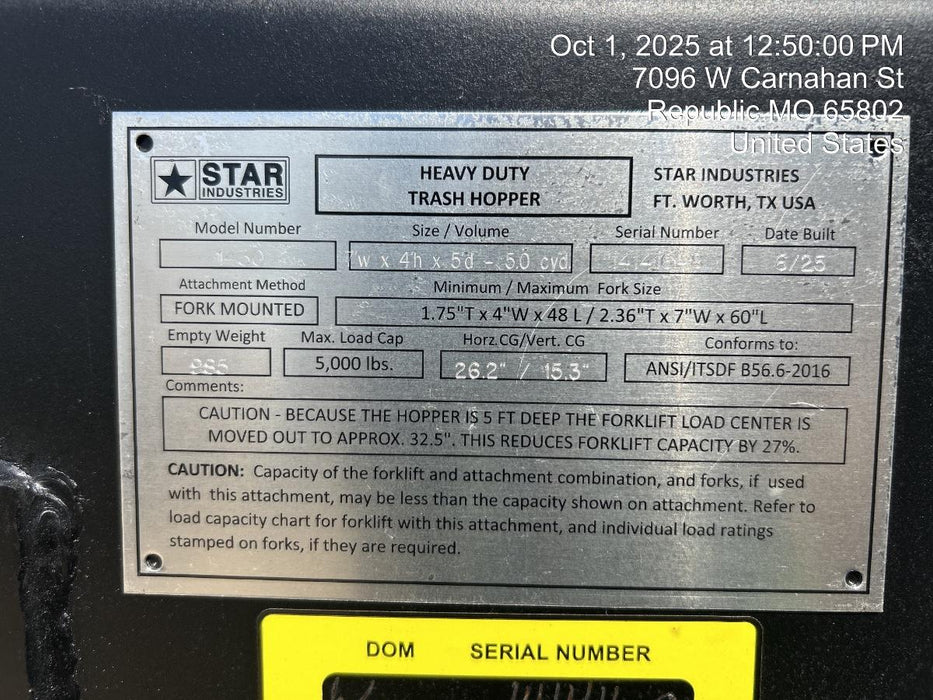 Oct 1, 2025 at 12:50:00 PM
7096 W Carnahan St
Republic MO 65802
United States
STAR
INDUSTRIES
HEAVY DUTY
TRASH HOPPER
STAR INDUSTRIES
FT. WORTH, TX USA
Model Number
Size / Volume
Serial Number
Date Built
7w x 4h x 5d - 5.0 cyd
6/25
Attachment Method
Minimum / Maximum Fork Size
FORK MOUNTED
1.75"T x 4"W x 48 L / 2.36"T x 7"W x 60"L
Empty Weight
Max. Load Cap
Horz.CG/Vert. CG
Conforms to:
985
5,000 lbs.
26.2" / 15.3"
ANSI/ITSDF B56.6-2016
Comments:
CAUTION - BECAUSE THE HOPPER IS 5 FT DEEP THE FORKLIFT LOAD CENTER IS
MOVED OUT TO APPROX. 32.5". THIS REDUCES FORKLIFT CAPACITY BY 27%.
CAUTION: Capacity of the forklift and attachment combination, and forks, if used
with this attachment, may be less than the capacity shown on attachment. Refer to
load capacity chart for forklift with this attachment, and individual load ratings
stamped on forks, if they are required.
DOM SERIAL NUMBER